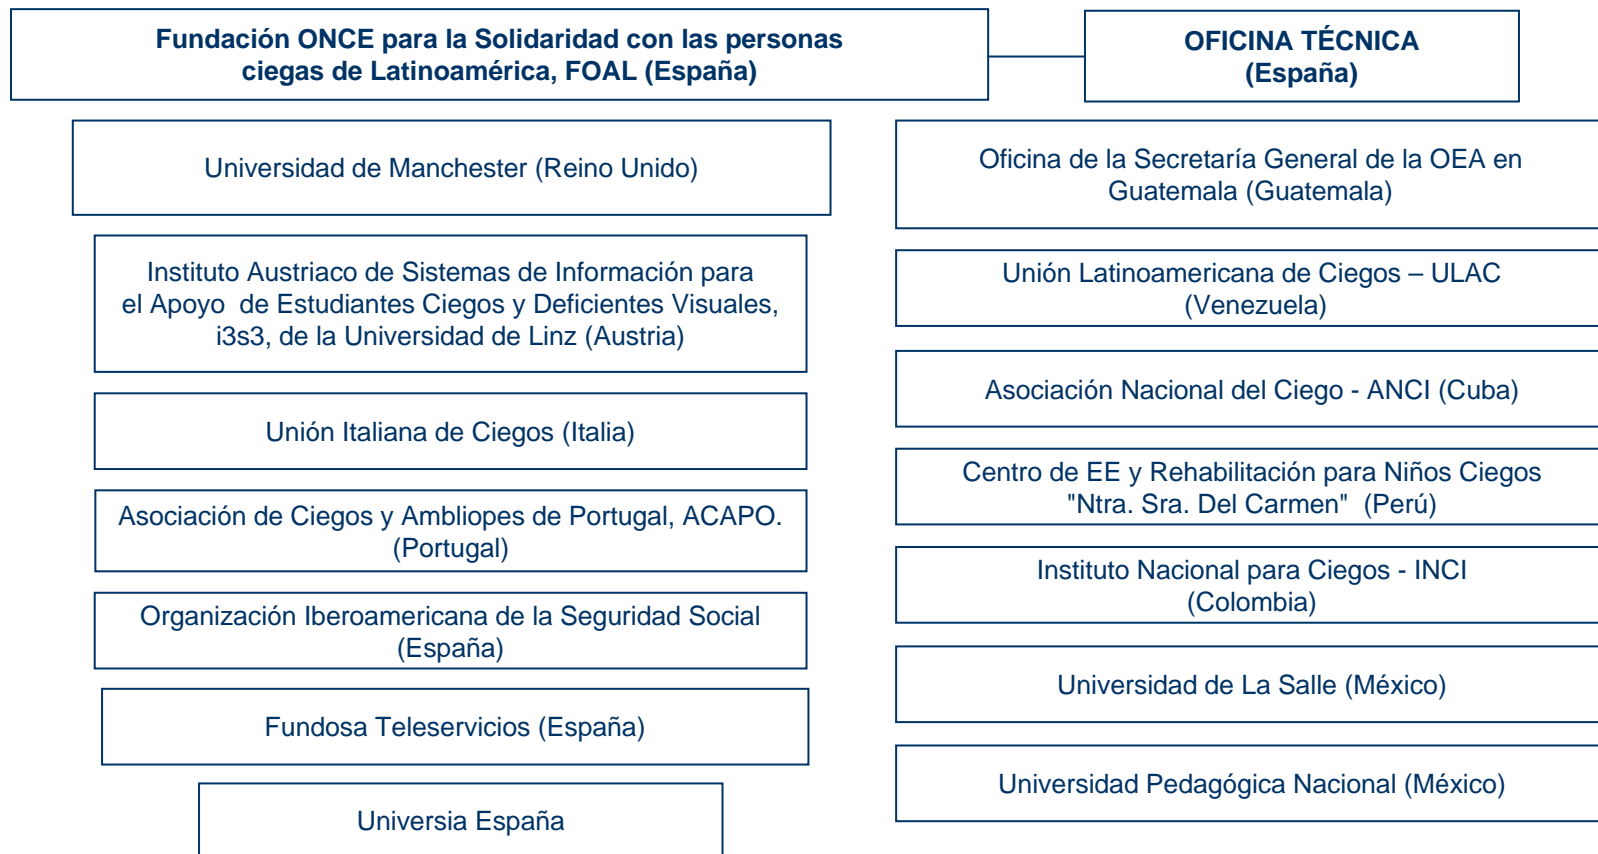 Fundación ONCE para la Solidaridad con las personas
ciegas de Latinoamérica, FOAL (España)
OFICINA TÉCNICA
(España)
Universidad de Manchester (Reino Unido)
Instituto Austriaco de Sistemas de Información para
el Apoyo de Estudiantes Ciegos y Deficientes Visuales,
i3s3, de la Universidad de Linz (Austria)
Unión Italiana de Ciegos (Italia)
Asociación de Ciegos y Ambliopes de Portugal, ACAPO.
(Portugal)
Organización Iberoamericana de la Seguridad Social
(España)
Fundosa Teleservicios (España)
Universia España
Oficina de la Secretaría General de la OEA en
Guatemala (Guatemala)
Unión Latinoamericana de Ciegos – ULAC
(Venezuela)
Asociación Nacional del Ciego - ANCI (Cuba)
Centro de EE y Rehabilitación para Niños Ciegos
"Ntra. Sra. Del Carmen" (Perú)
Instituto Nacional para Ciegos - INCI
(Colombia)
Universidad de La Salle (México)
Universidad Pedagógica Nacional (México)